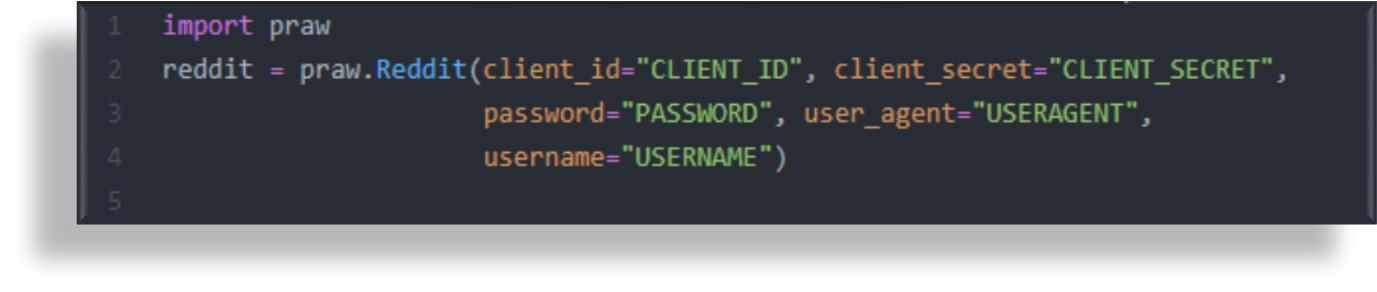 1 import praw
2 reddit = praw.Reddit(client_id="CLIENT_ID", client_secret="CLIENT_SECRET",
3 password="PASSWORD", user_agent="USERAGENT",
4 username="USERNAME")
5